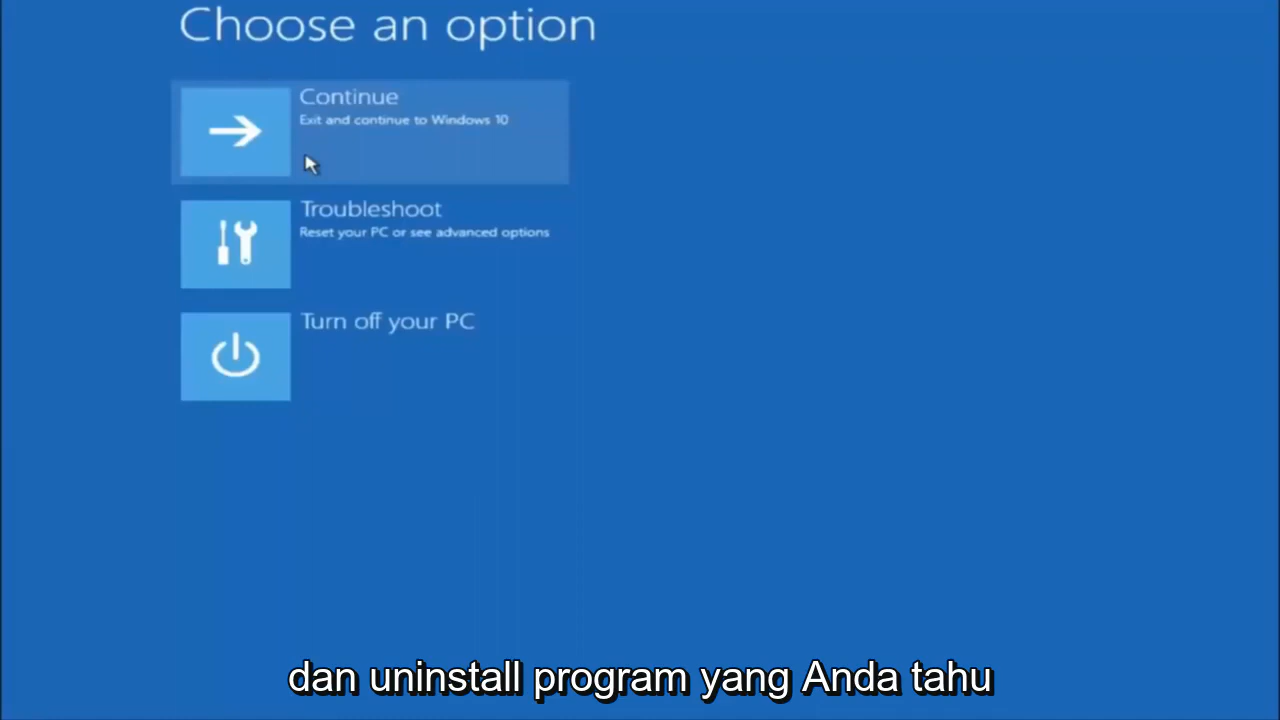 Choose an option
Continue
Exit and continue to Windows 10
Troubleshoot
Reset your PC or see advanced options
Turn off your PC
dan uninstall program yang Anda tahu